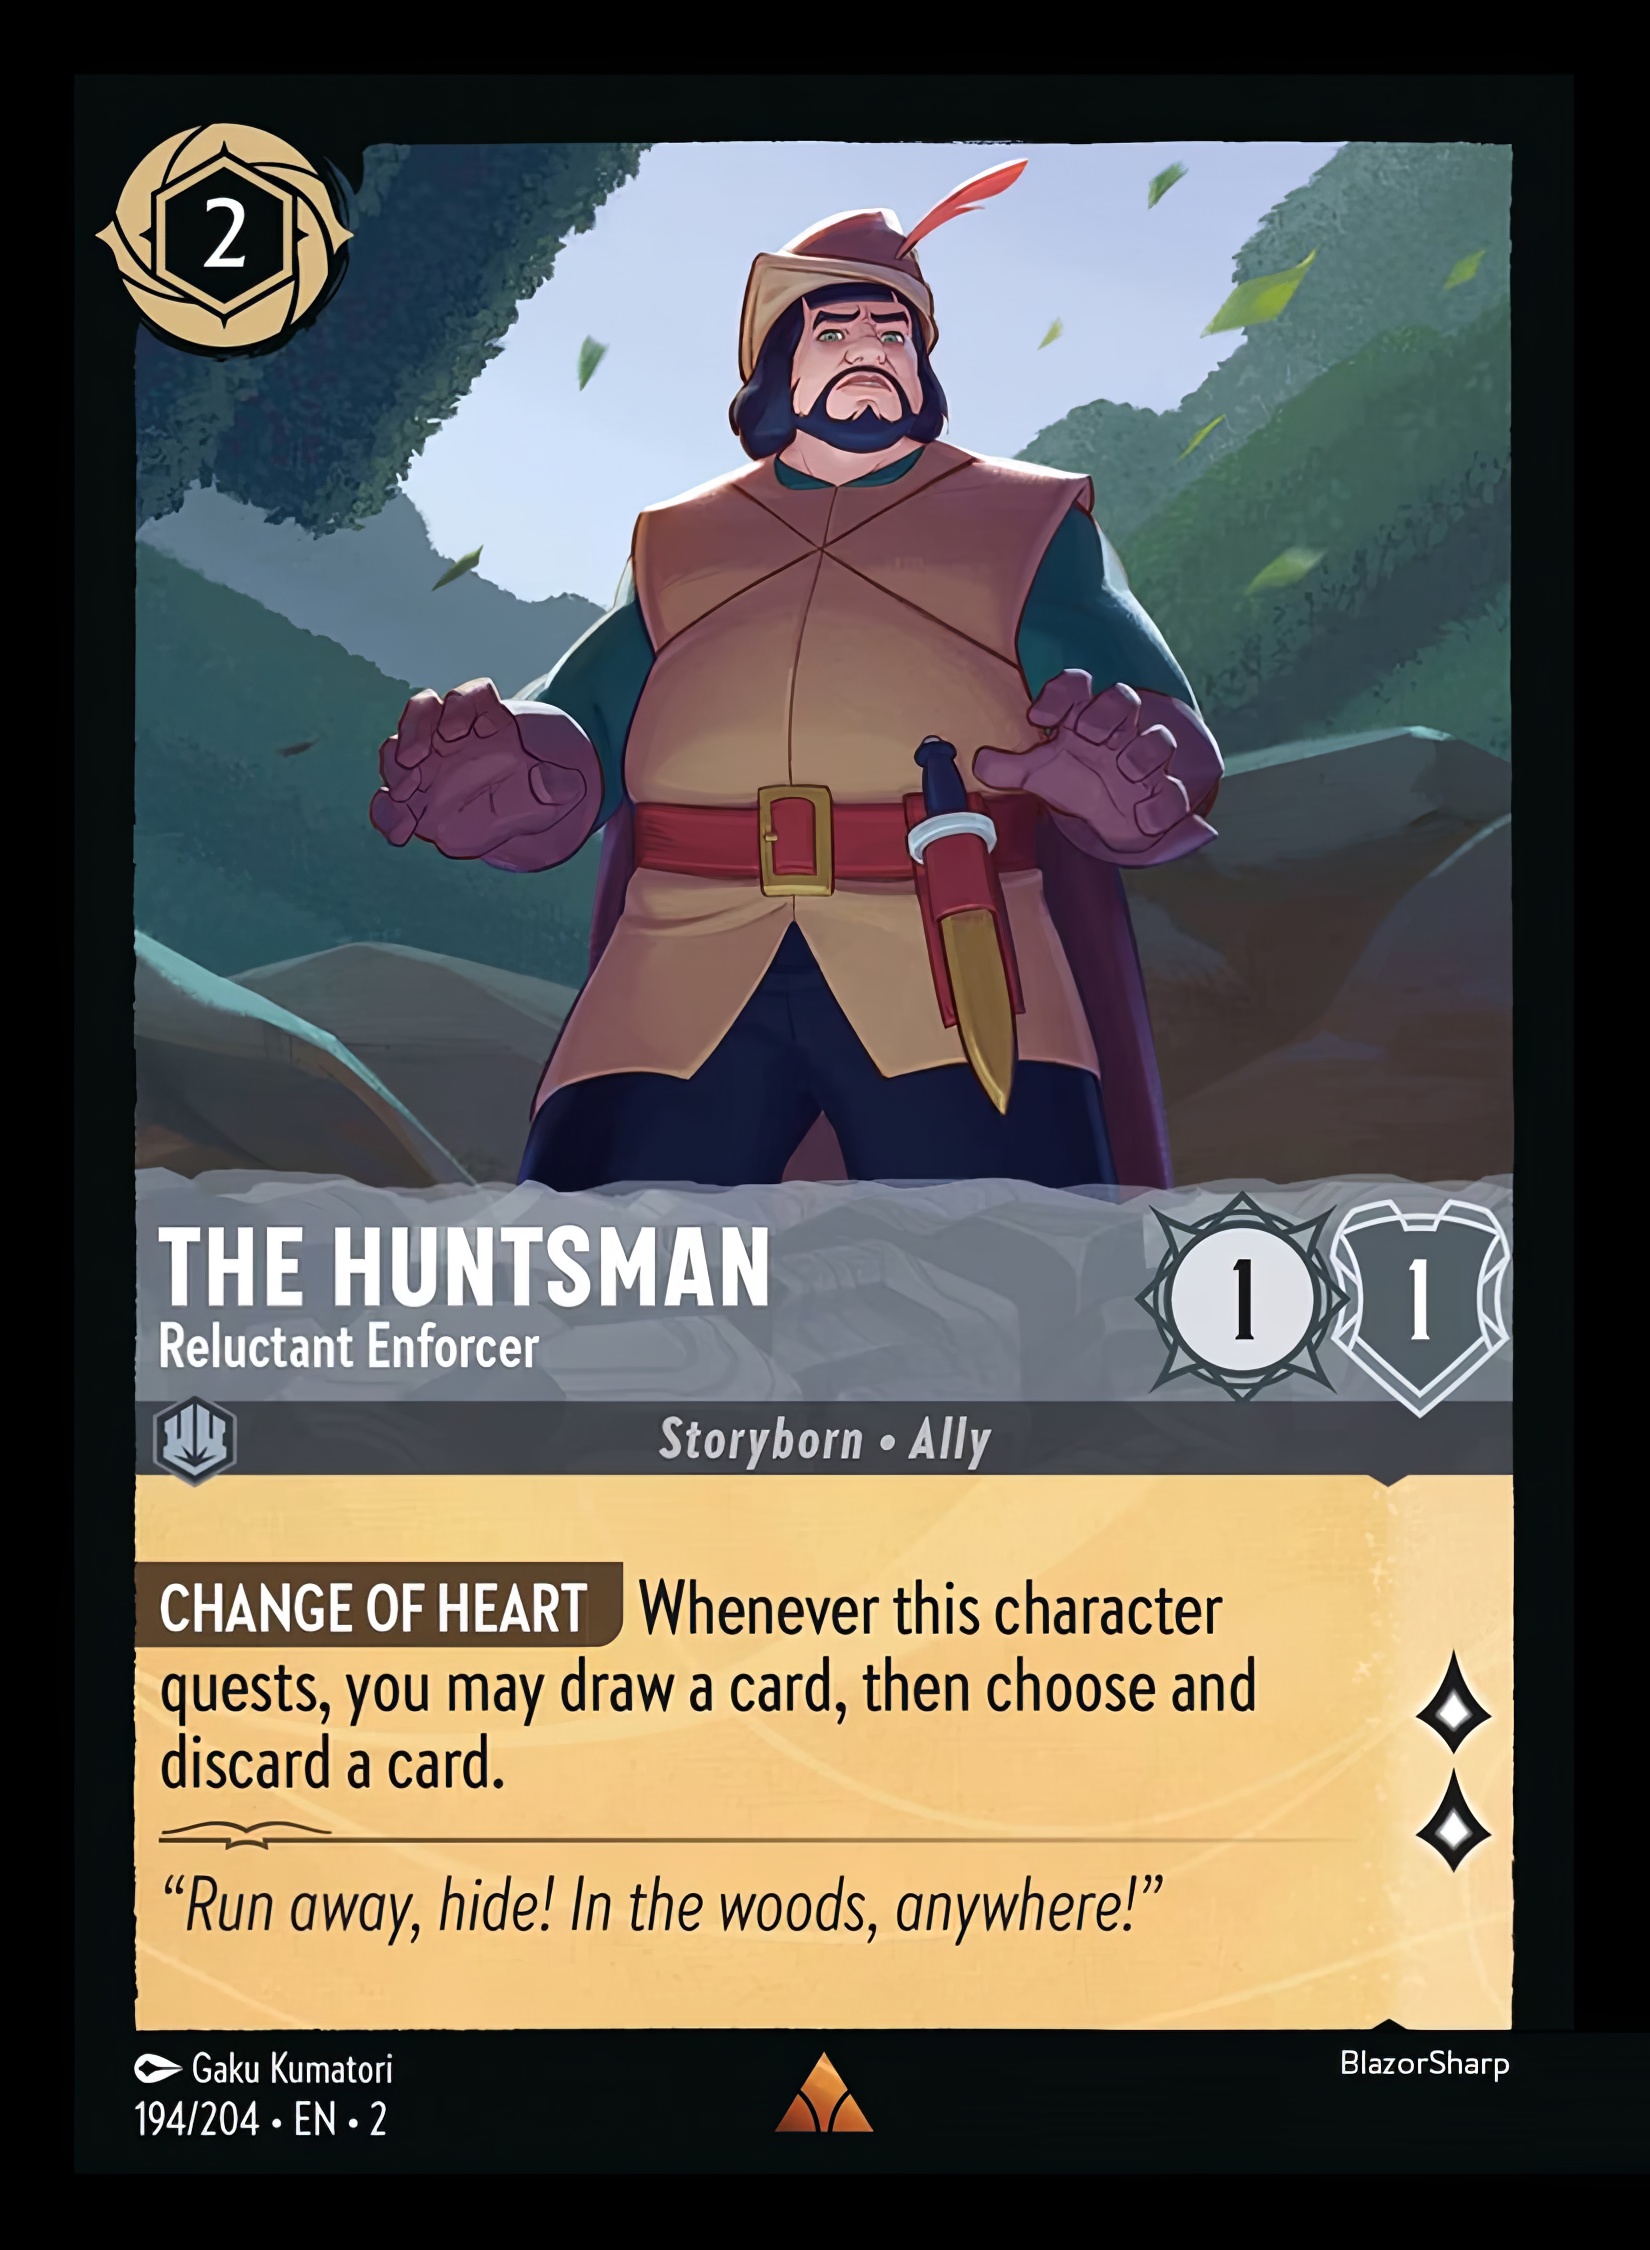 2
THE HUNTSMAN
Reluctant Enforcer
1 1
Storyborn • Ally
CHANGE OF HEART Whenever this character
quests, you may draw a card, then choose and
discard a card.
“Run away, hide! In the woods, anywhere!”
Gaku Kumatori
BlazorSharp
194/204 • EN • 2